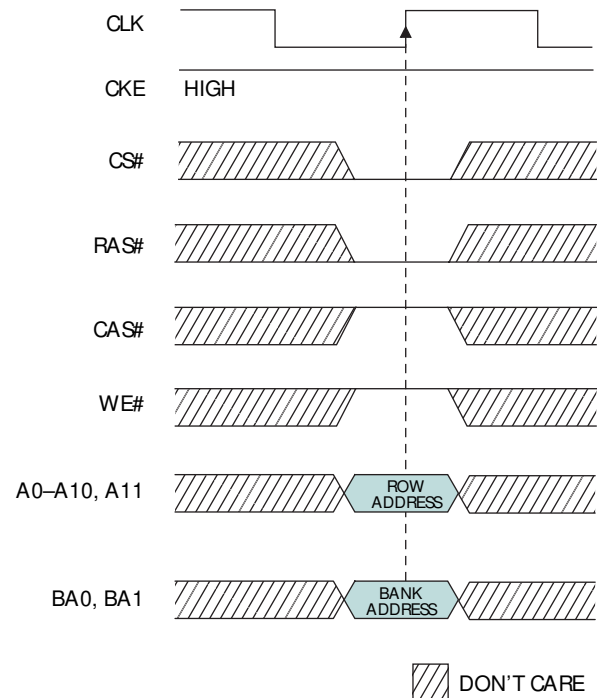 CLK
CKE HIGH
CS#
RAS#
CAS#
WE#
A0–A10, A11
ROW
ADDRESS
BA0, BA1
BANK
ADDRESS
DON'T CARE